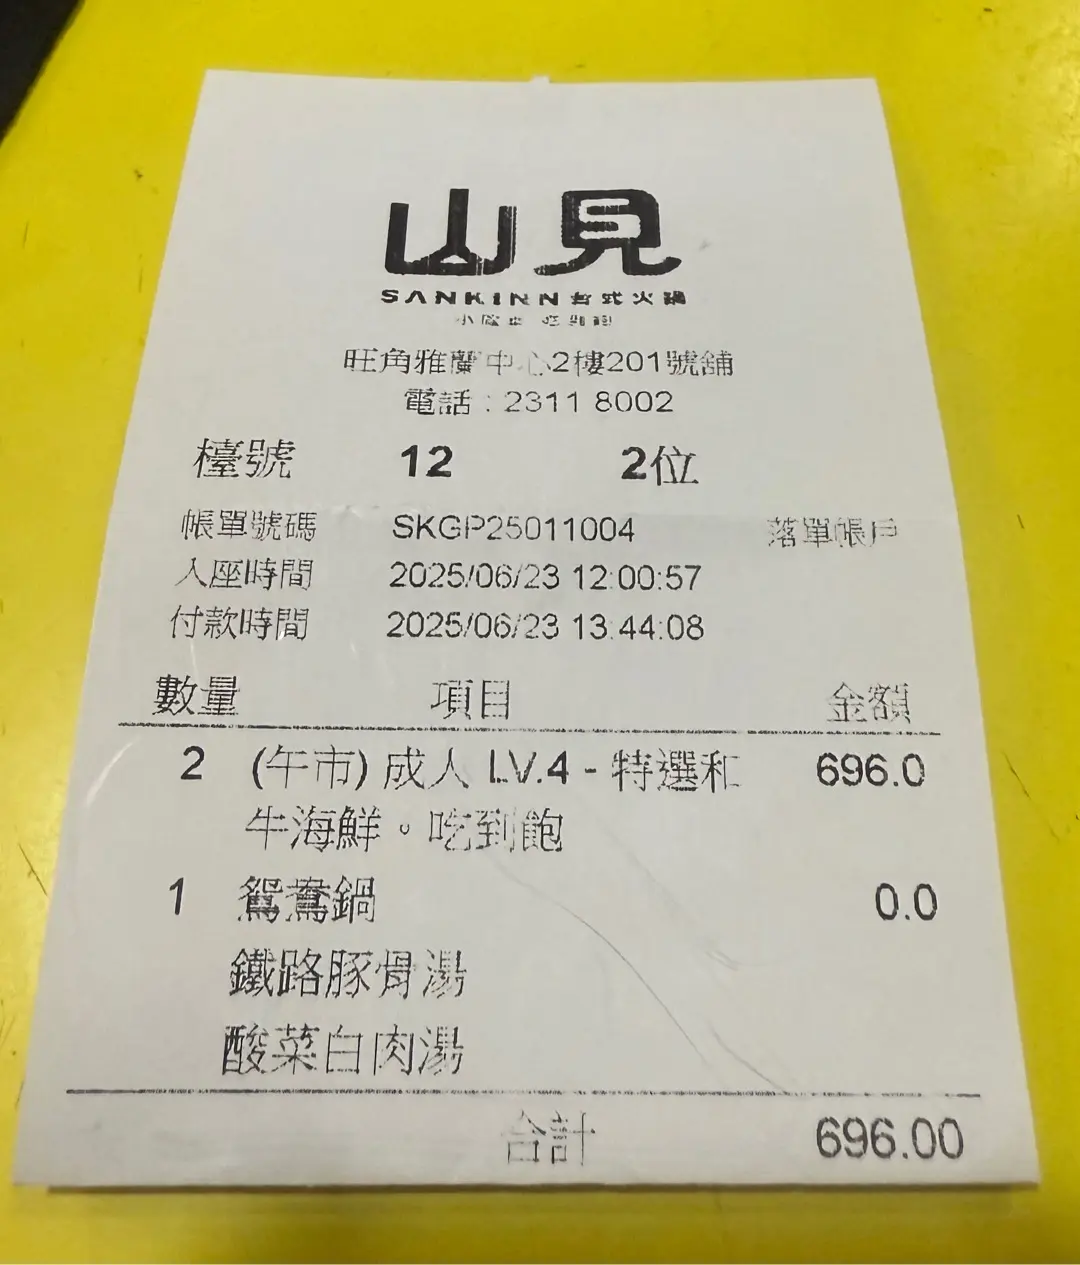 山見
SANKINN 台式火鍋
旺角雅蘭中心2樓201號舖
電話 : 2311 8002
檯號 12 2位
帳單號碼 SKGP25011004 落單帳戶
入座時間 2025/06/23 12:00:57
付款時間 2025/06/23 13:44:08
數量 項目 金額
2 (午市) 成人 LV.4 - 特選和 696.0
牛海鮮。吃到飽
1 鴛鴦鍋 0.0
鐵路豚骨湯
酸菜白肉湯
合計 696.00